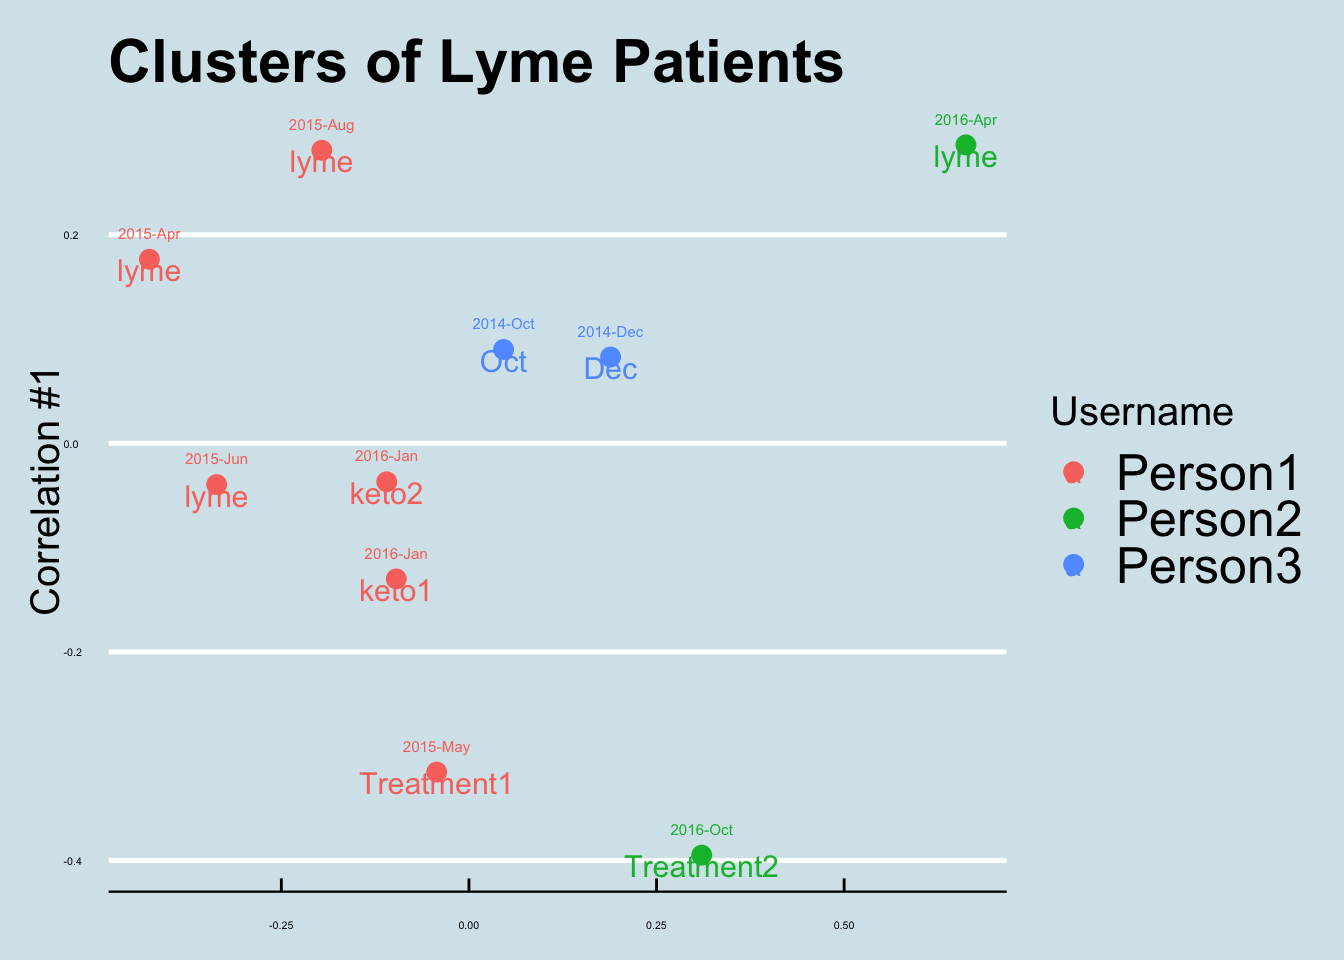 Clusters of Lyme Patients
2016-Apr
lyme
2015-Aug
lyme
0.2
2015-Apr
lyme
2014-Oct
Oct
2014-Dec
Dec
Correlation #1
0.0
2015-Jun
lyme
2016-Jan
keto2
2016-Jan
keto1
-0.2
2015-May
Treatment1
2016-Oct
Treatment2
-0.4
-0.25
0.00
0.25
0.50
Username
Person1
Person2
Person3